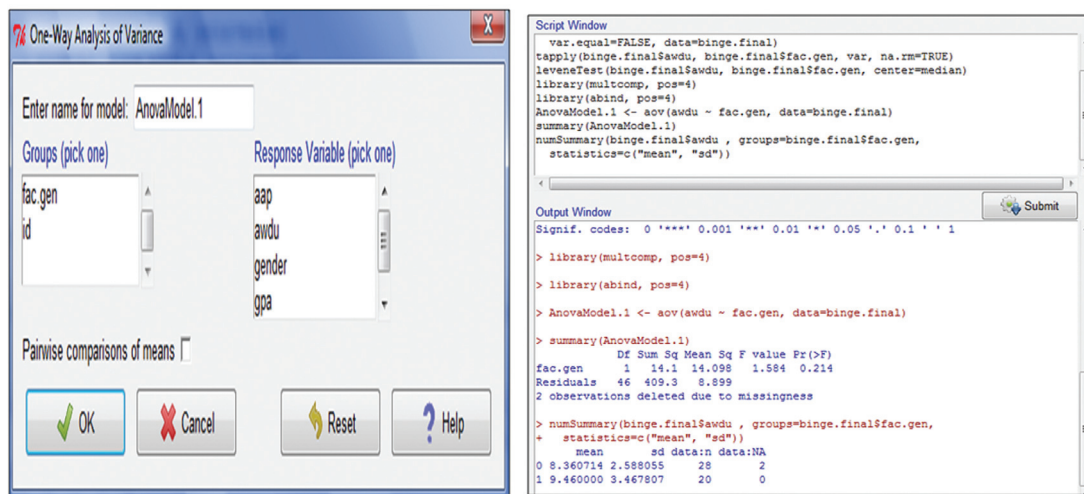 One-Way Analysis of Variance
Enter name for model: AnovaModel.1
Groups (pick one)
Response Variable (pick one)
fac.gen
id
aap
awdu
gender
gpa
Pairwise comparisons of means
OK
Cancel
Reset
Help
Script Window
var.equal=FALSE, data=binge.final)
tapply(binge.final$awdu, binge.final$fac.gen, var, na.rm=TRUE)
leveneTest(binge.final$awdu, binge.final$fac.gen, center=median)
library(multcomp, pos=4)
library(abind, pos=4)
AnovaModel.1 <- aov(awdu ~ fac.gen, data=binge.final)
summary(AnovaModel.1)
numSummary(binge.final$awdu , groups=binge.final$fac.gen,
statistics=c("mean", "sd"))
Submit
Output Window
Signif. codes:  0 '***' 0.001 '**' 0.01 '*' 0.05 '.' 0.1 ' ' 1
> library(multcomp, pos=4)
> library(abind, pos=4)
> AnovaModel.1 <- aov(awdu ~ fac.gen, data=binge.final)
> summary(AnovaModel.1)
Df Sum Sq Mean Sq F value Pr(>F)
fac.gen 1 14.1 14.098 1.584 0.214
Residuals 46 409.3 8.899
2 observations deleted due to missingness
> numSummary(binge.final$awdu , groups=binge.final$fac.gen,
+ statistics=c("mean", "sd"))
mean sd data:n data:NA
0 8.360714 2.588055 28 2
1 9.460000 3.467807 20 0